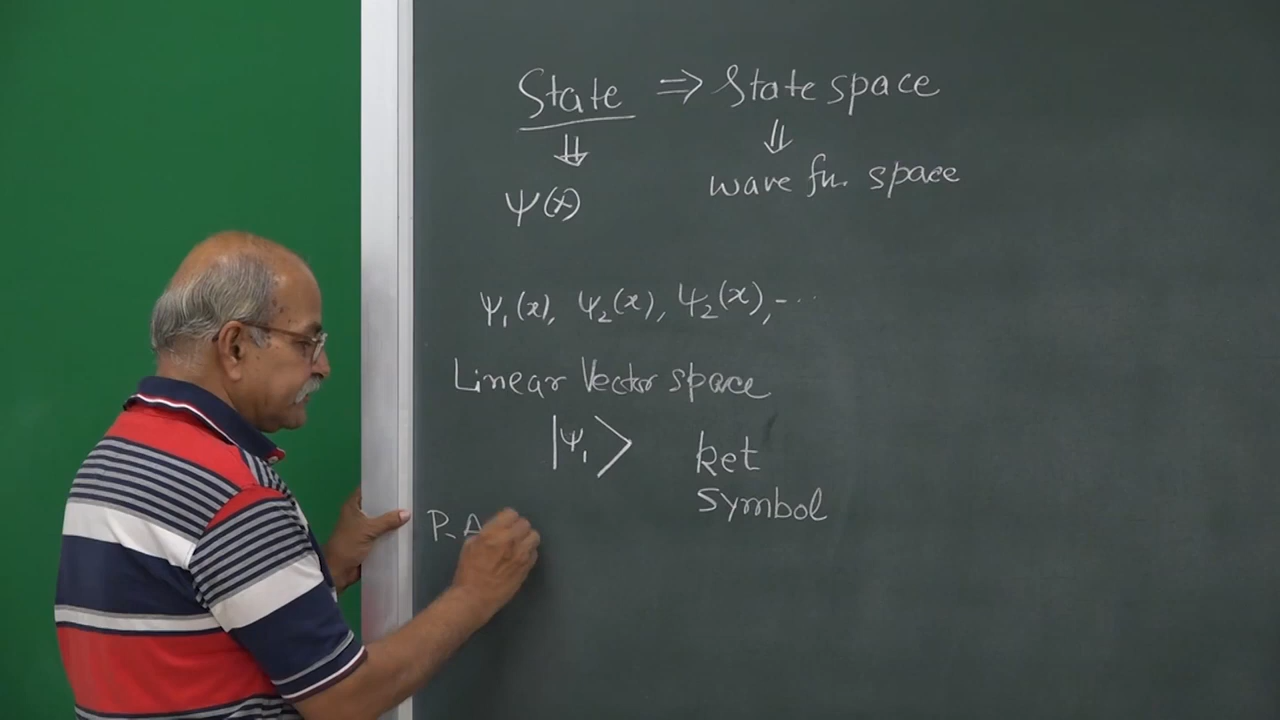 State ⇒ State space
⇓ ⇓
ψ(x) wave fn. space
ψ₁(x), ψ₂(x), ψ₂(x), -...
Linear Vector space
|ψ₁> ket
symbol
P. A